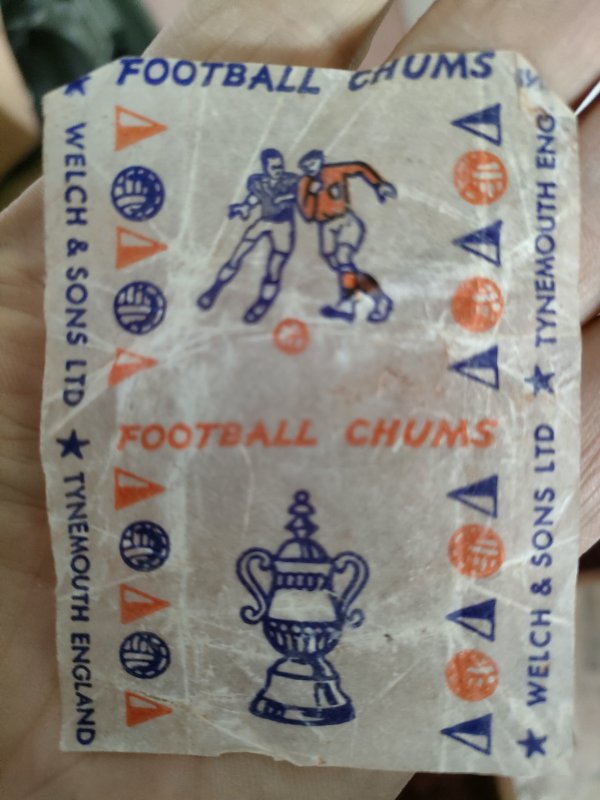 FOOTBALL CHUMS
WELCH & SONS LTD ★ TYNEMOUTH ENGLAND
FOOTBALL CHUMS
★ WELCH & SONS LTD ★ TYNEMOUTH ENG